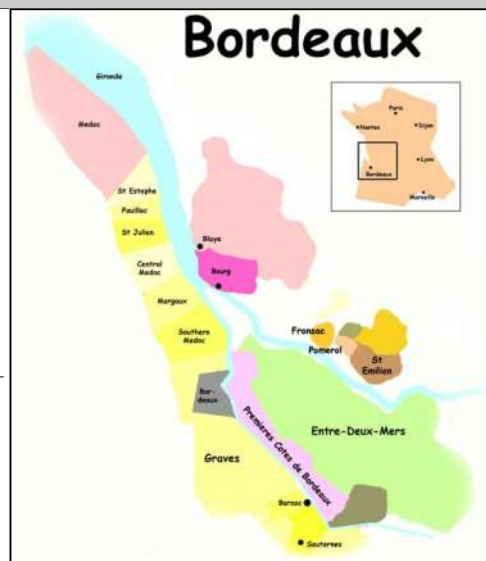 Bordeaux
Gironde
Medoc
Paris
Nantes
Dijon
Lyon
Bordeaux
Marseille
St Estephe
Pauillac
St Julien
Central
Medoc
Margaux
Southern
Medoc
Blaye
Bourg
Fronsac
Pomerol
St
Emilion
Bor-
deaux
Premieres Cotes de Bordeaux
Entre-Deux-Mers
Graves
Barsac
Sauternes